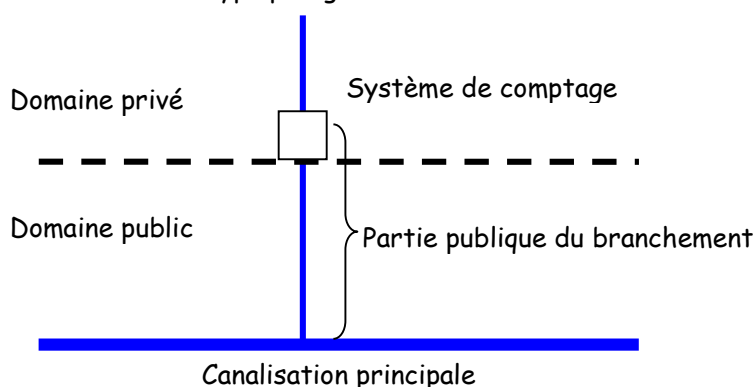 Système de comptage
Domaine privé
Domaine public
Partie publique du branchement
Canalisation principale